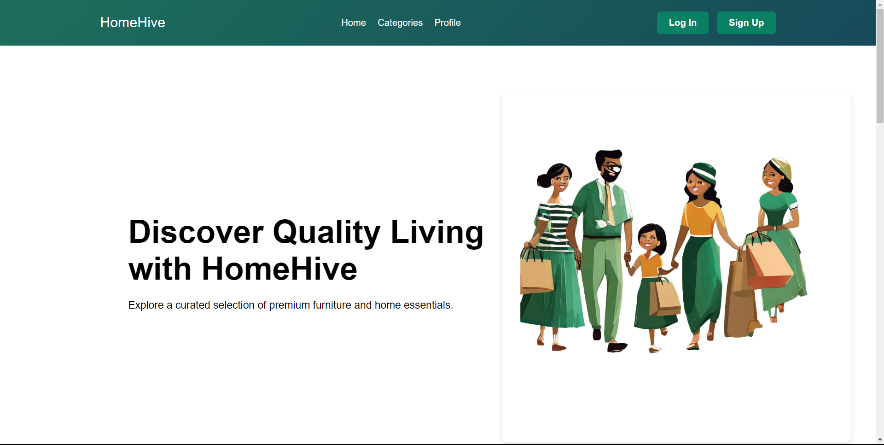 HomeHive
Home Categories Profile
Log In Sign Up
Discover Quality Living
with HomeHive
Explore a curated selection of premium furniture and home essentials.